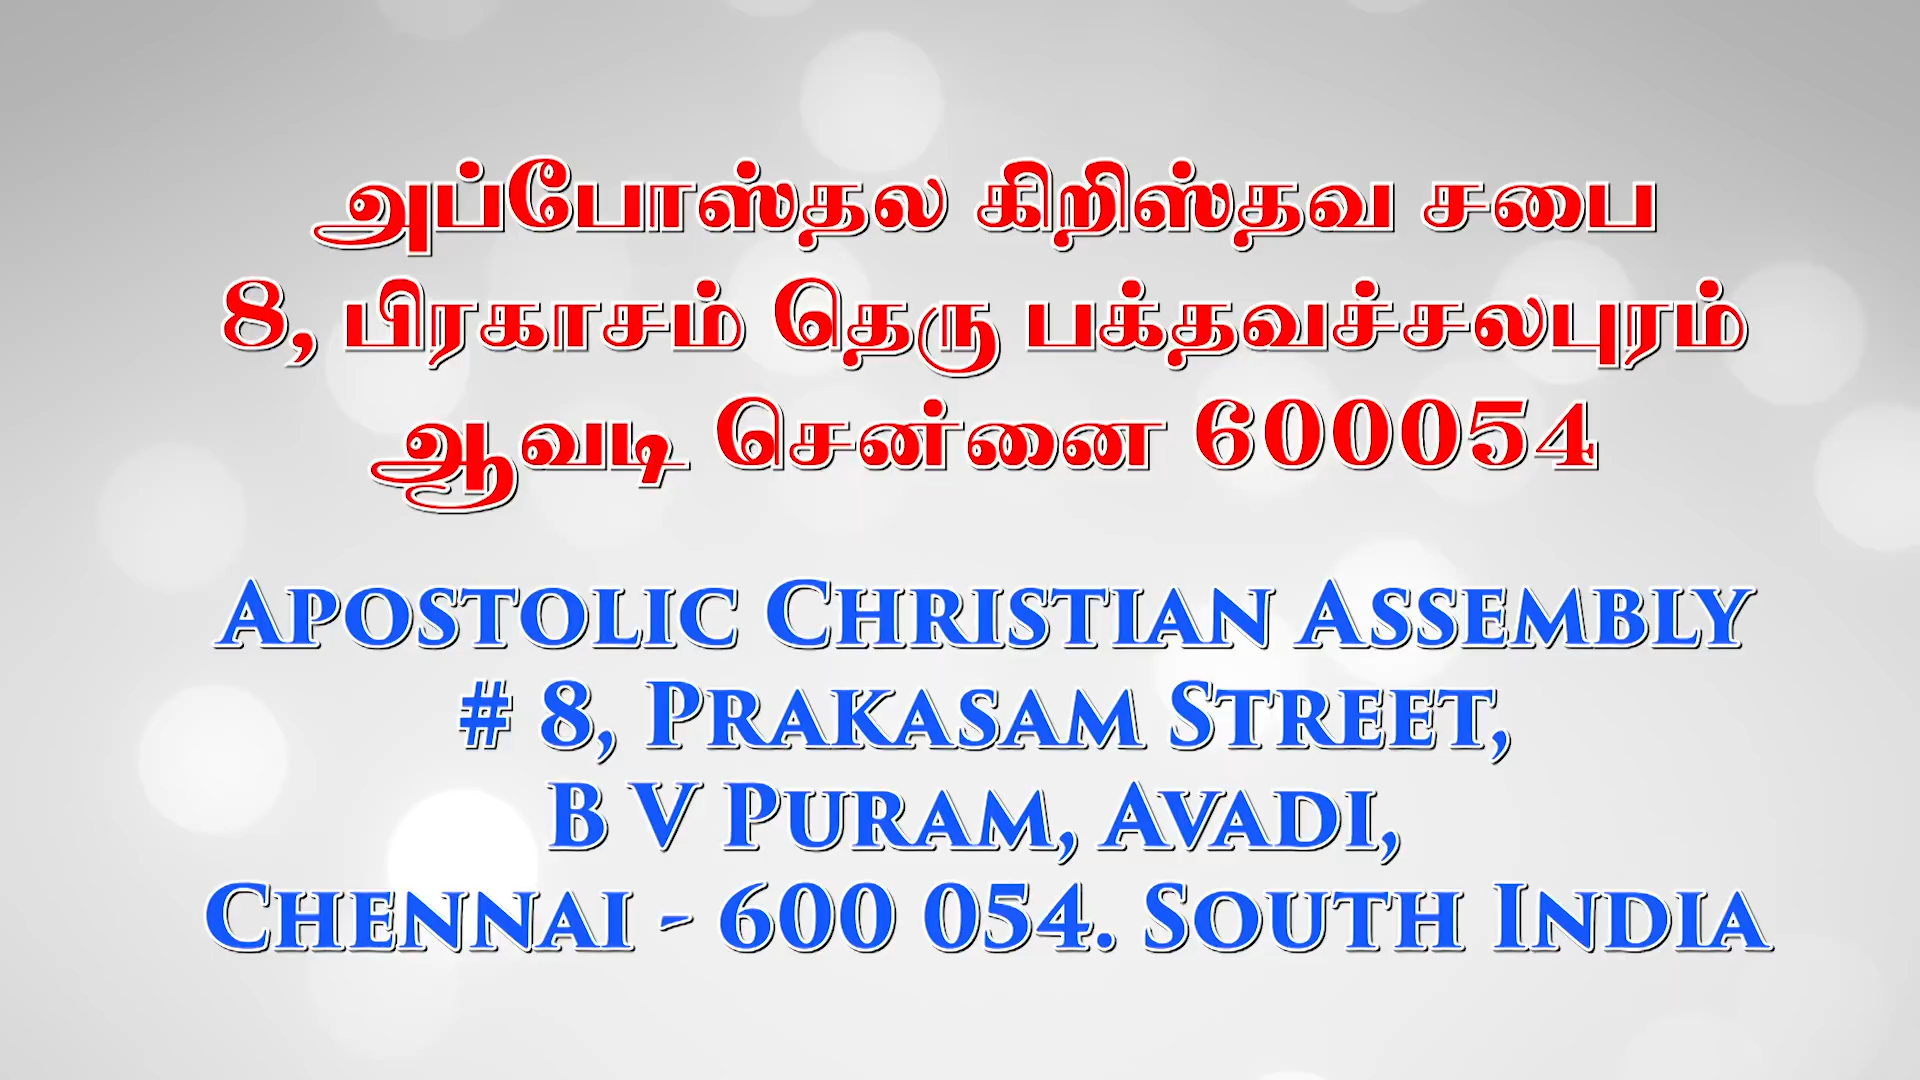 அப்போஸ்தல கிறிஸ்தவ சபை
8, பிரகாசம் தெரு பக்தவச்சலபுரம்
ஆவடி சென்னை 600054
Apostolic Christian Assembly
# 8, Prakasam Street,
B V Puram, Avadi,
Chennai - 600 054. South India